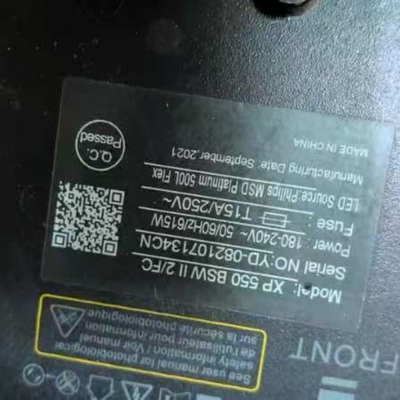 FRONT
See user manual for photobiological
safety information / Voir manuel
de l'utilisateur pour information
sur la sécurité photobiologique
Model: XP 550 BSW II 2/FC
Serial NO:YD-082107134CN
Power: 180-240V~ 50/60Hz/615W
Fuse: T15A/250V~
LED Source:Philips MSD Platinum 500L Flex
Manufacturing Date: September,2021
MADE IN CHINA
Q.C.
Passed